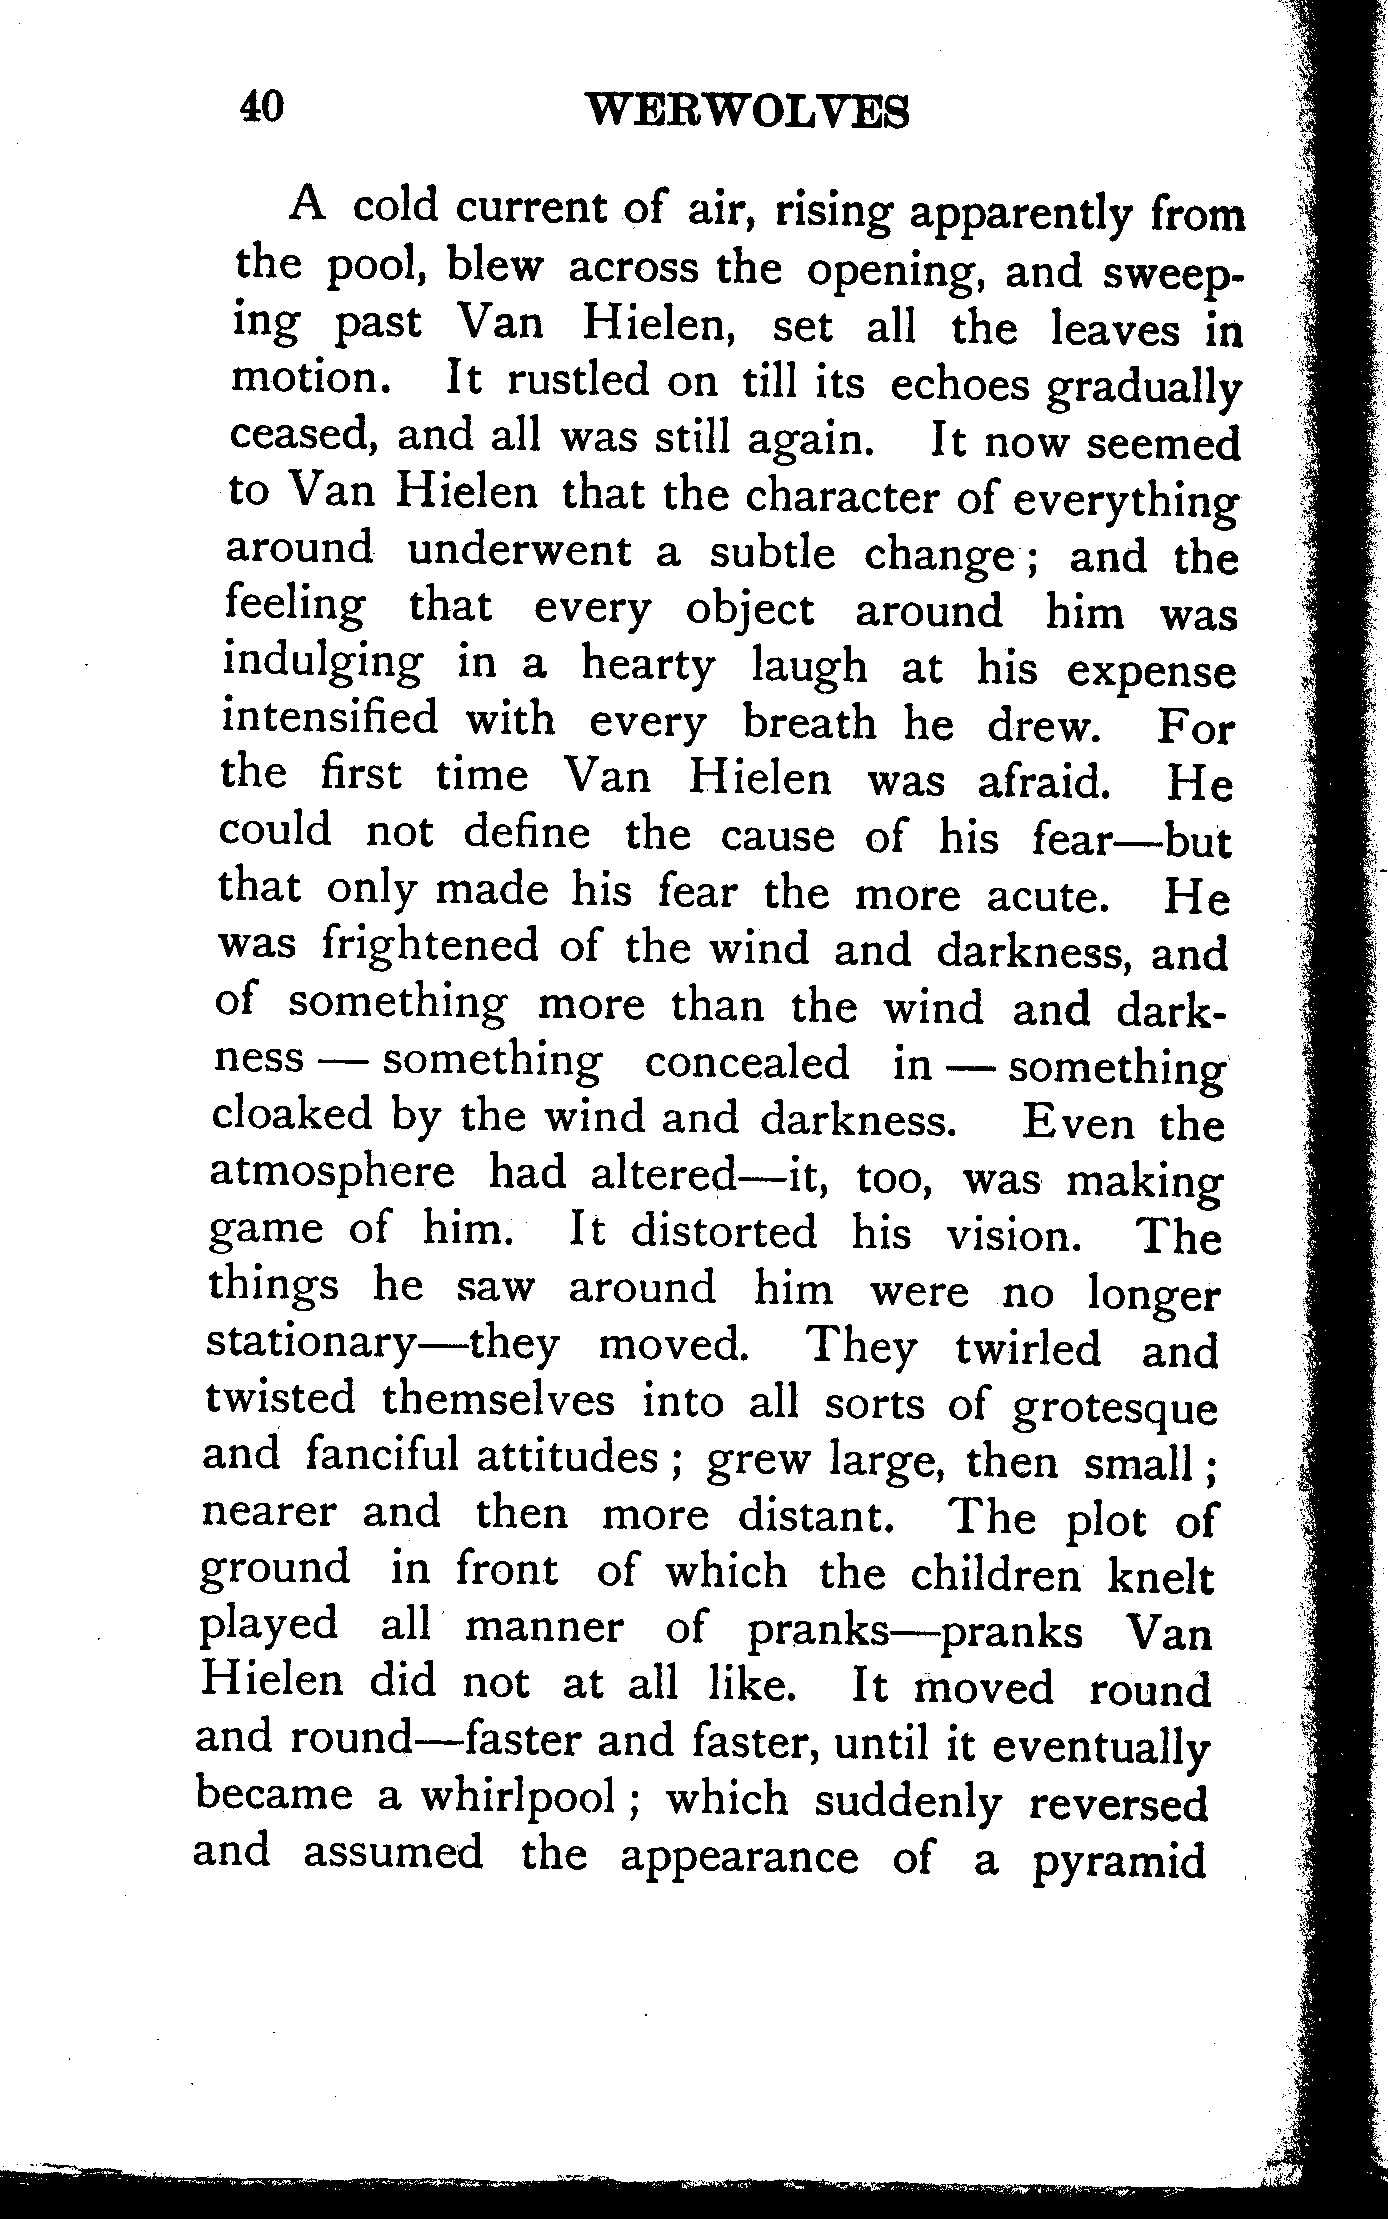 40 WERWOLVES
A cold current of air, rising apparently from
the pool, blew across the opening, and sweep-
ing past Van Hielen, set all the leaves in
motion. It rustled on till its echoes gradually
ceased, and all was still again. It now seemed
to Van Hielen that the character of everything
around underwent a subtle change; and the
feeling that every object around him was
indulging in a hearty laugh at his expense
intensified with every breath he drew. For
the first time Van Hielen was afraid. He
could not define the cause of his fear—but
that only made his fear the more acute. He
was frightened of the wind and darkness, and
of something more than the wind and dark-
ness — something concealed in — something
cloaked by the wind and darkness. Even the
atmosphere had altered—it, too, was making
game of him. It distorted his vision. The
things he saw around him were no longer
stationary—they moved. They twirled and
twisted themselves into all sorts of grotesque
and fanciful attitudes; grew large, then small;
nearer and then more distant. The plot of
ground in front of which the children knelt
played all manner of pranks—pranks Van
Hielen did not at all like. It moved round
and round—faster and faster, until it eventually
became a whirlpool; which suddenly reversed
and assumed the appearance of a pyramid